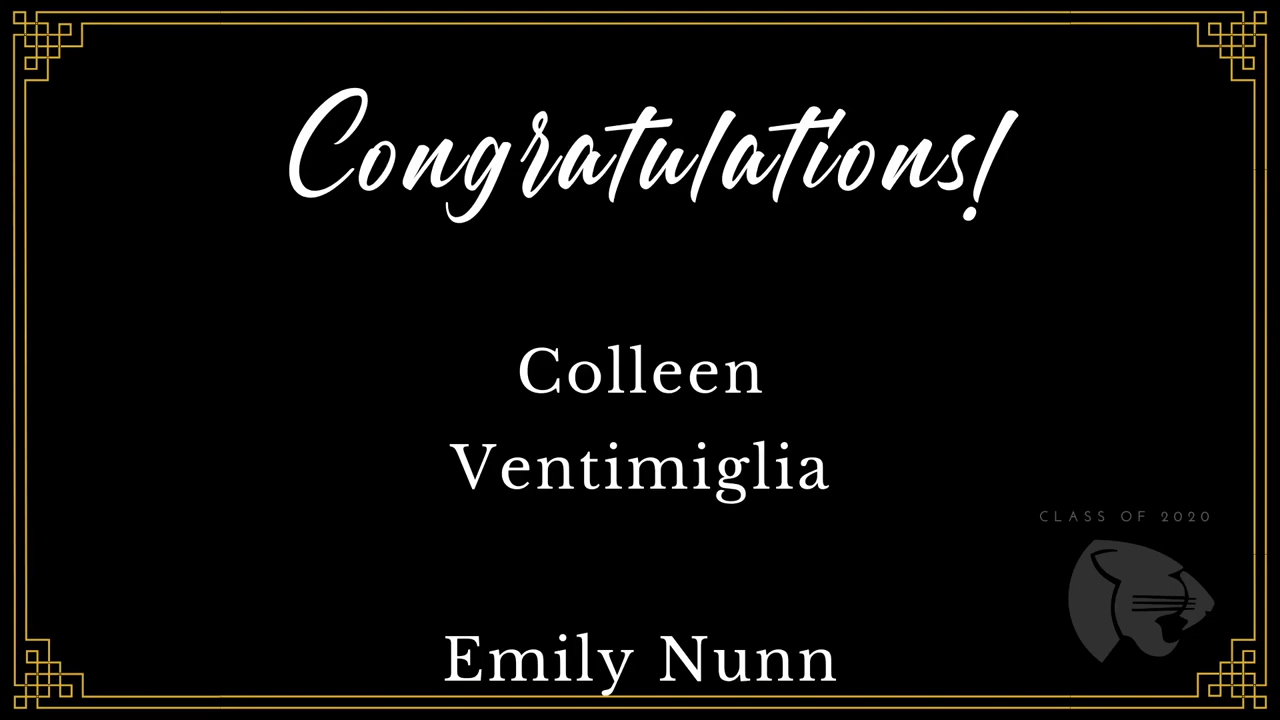 Congratulations!
Colleen
Ventimiglia
CLASS OF 2020
Emily Nunn